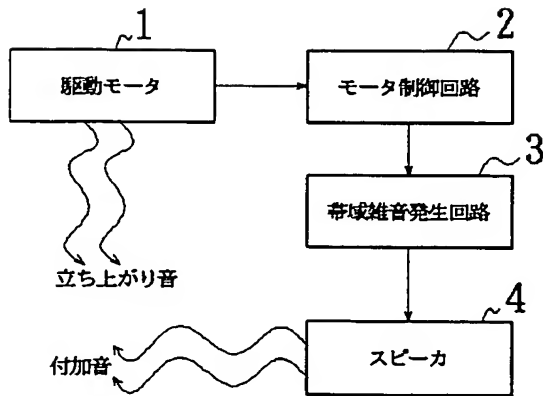 1
駆動モータ
2
モータ制御回路
3
帯域雑音発生回路
立ち上がり音
4
スピーカ
付加音